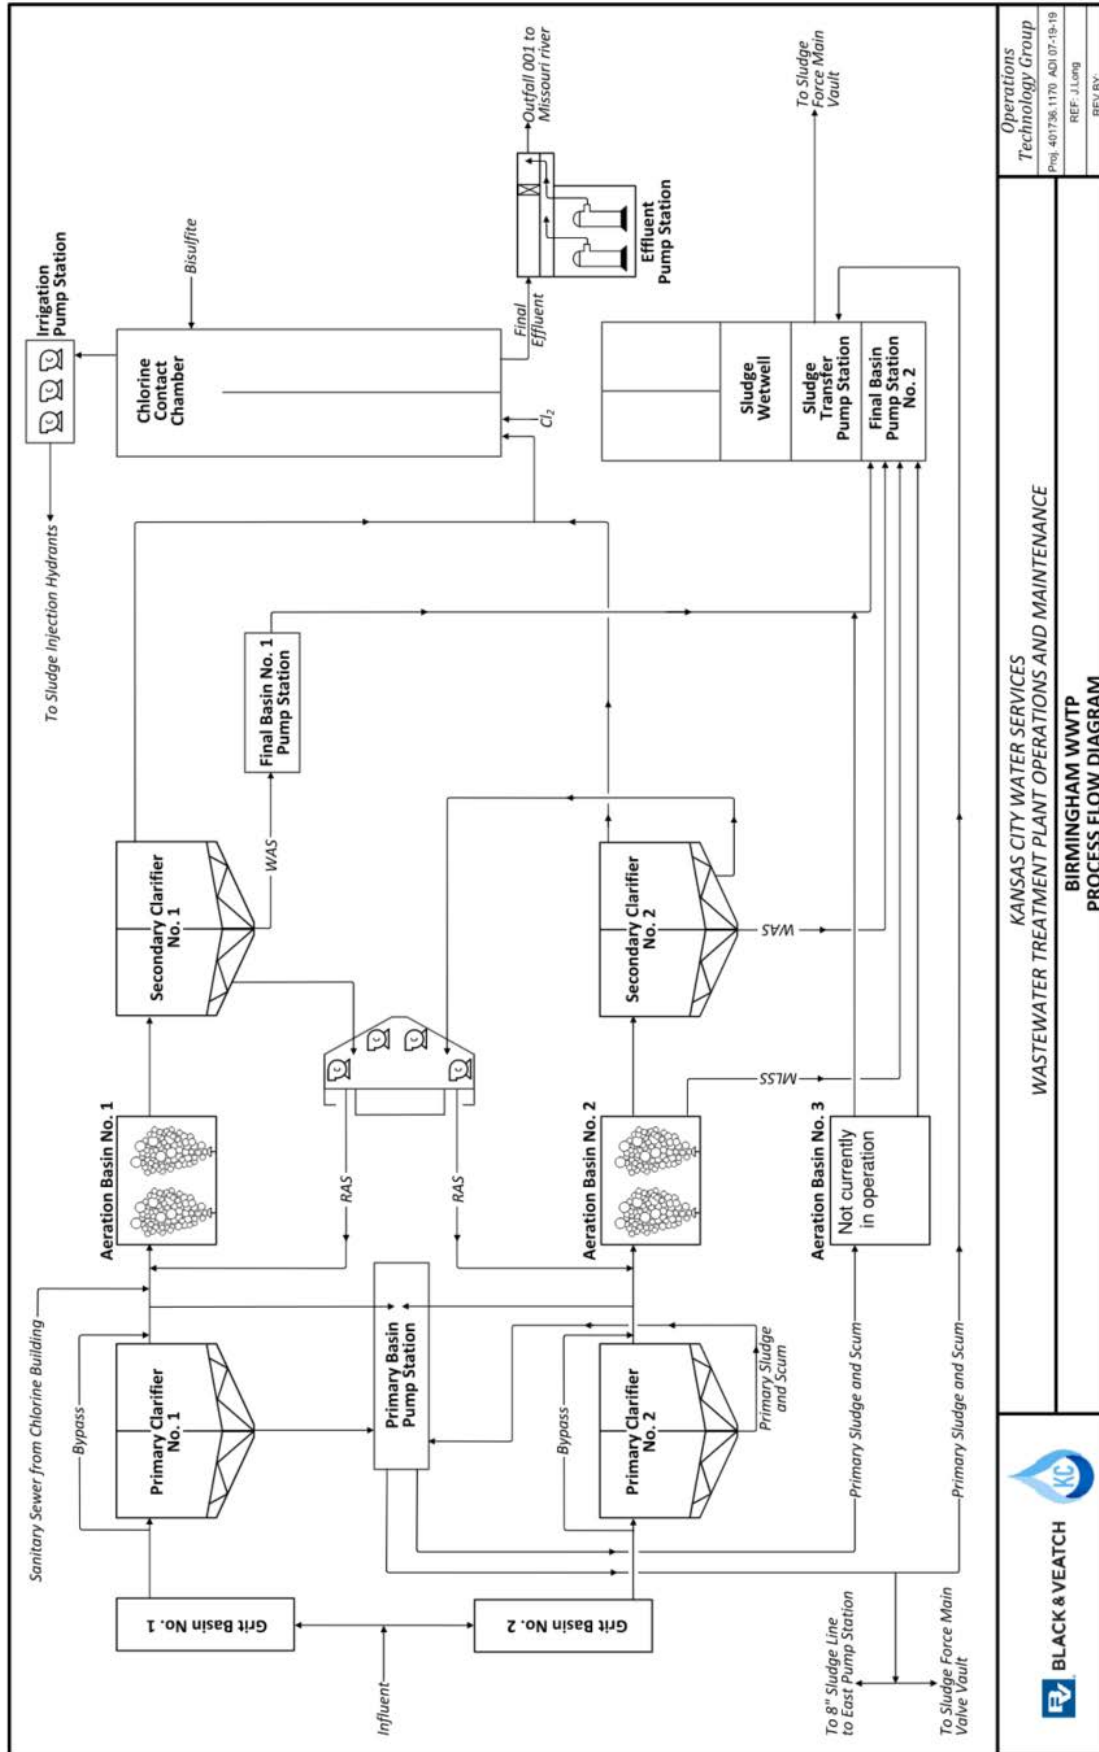 Sanitary Sewer from Chlorine Building
To Sludge Injection Hydrants
Irrigation
Pump Station
Bypass
Aeration Basin No. 1
Grit Basin No. 1
Primary Clarifier
No. 1
Secondary Clarifier
No. 1
WAS
Final Basin No. 1
Pump Station
Chlorine
Contact
Chamber
Bisulfite
Influent
Primary Basin
Pump Station
RAS
RAS
Cl₂
Final
Effluent
Outfall 001 to
Missouri river
Effluent
Pump Station
Grit Basin No. 2
Bypass
Primary Clarifier
No. 2
Primary Sludge
and Scum
Aeration Basin No. 2
MLSS
Secondary Clarifier
No. 2
WAS
Sludge
Wetwell
Sludge
Transfer
Pump Station
Final Basin
Pump Station
No. 2
To Sludge
Force Main
Vault
Aeration Basin No. 3
Not currently
in operation
Primary Sludge and Scum
Primary Sludge and Scum
To 8" Sludge Line
to East Pump Station
To Sludge Force Main
Valve Vault
BV BLACK & VEATCH
KC
KANSAS CITY WATER SERVICES
WASTEWATER TREATMENT PLANT OPERATIONS AND MAINTENANCE
BIRMINGHAM WWTP
PROCESS FLOW DIAGRAM
Operations
Technology Group
Proj. 401736.1170 ADI 07-19-19
REF: J.Long
REV BY: